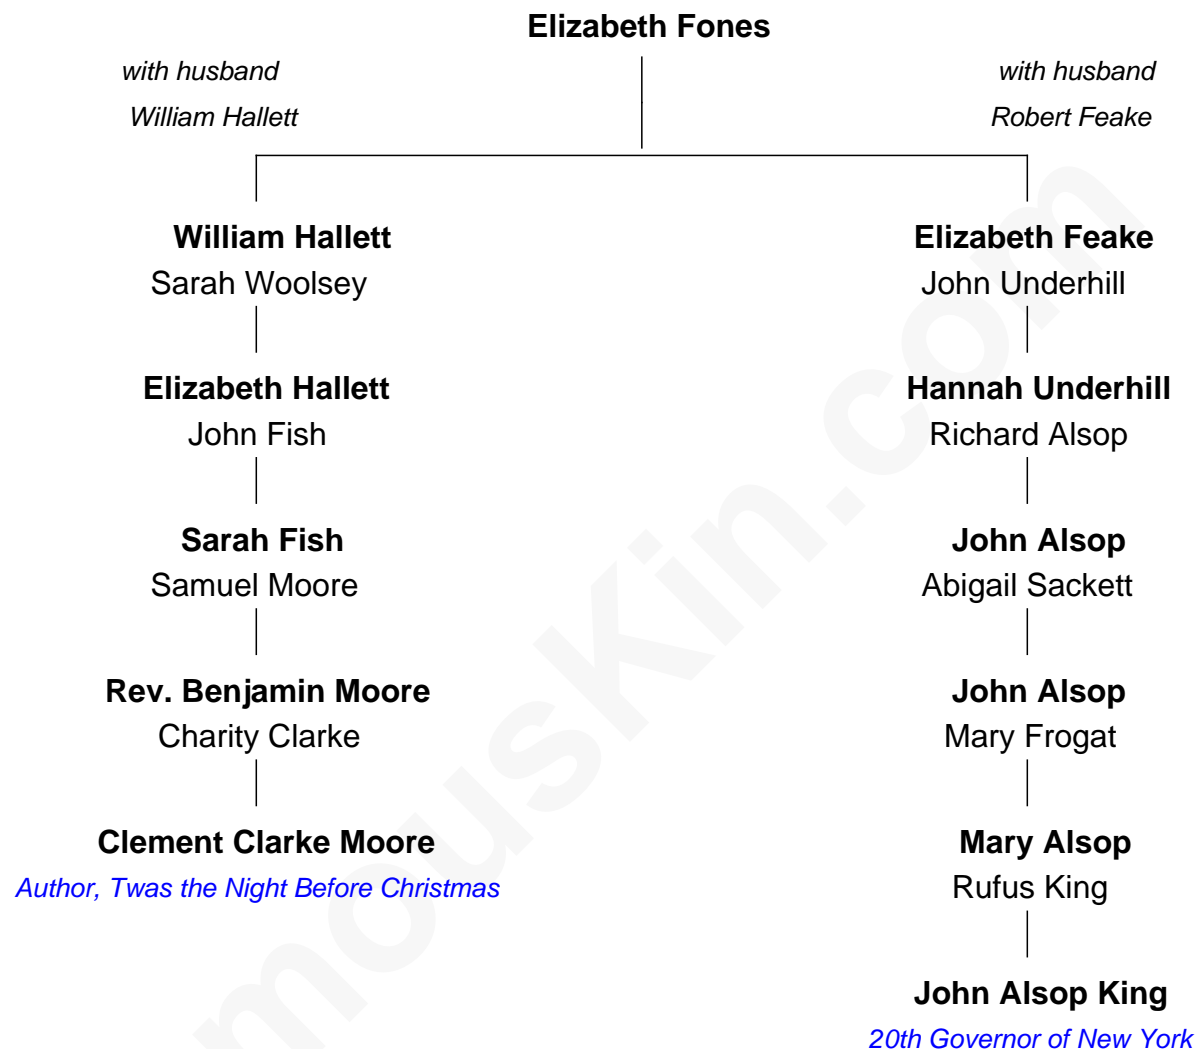 Elizabeth Fones
with husband
William Hallett
with husband
Robert Feake
William Hallett
Sarah Woolsey
Elizabeth Feake
John Underhill
Elizabeth Hallett
John Fish
Hannah Underhill
Richard Alsop
Sarah Fish
Samuel Moore
John Alsop
Abigail Sackett
Rev. Benjamin Moore
Charity Clarke
John Alsop
Mary Frogat
Clement Clarke Moore
Author, Twas the Night Before Christmas
Mary Alsop
Rufus King
John Alsop King
20th Governor of New York
mousKin.com